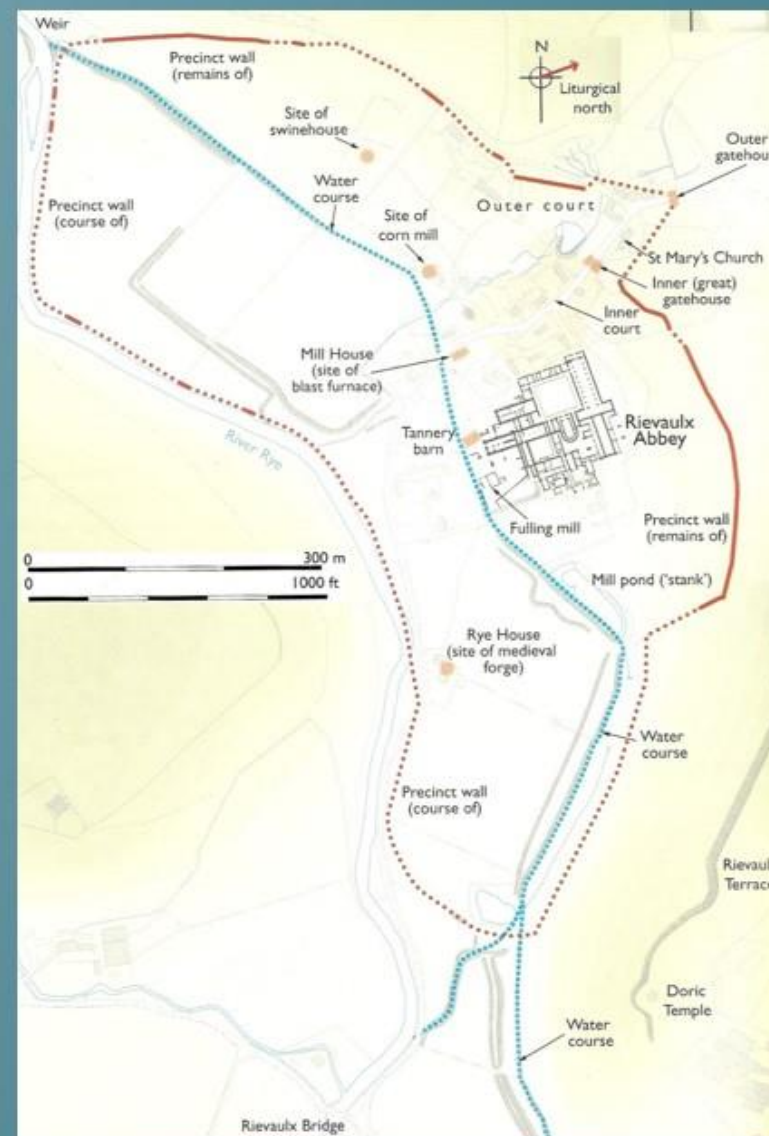 Weir
Precinct wall
(remains of)
N
Liturgical
north
Site of
swinehouse
Outer
Water
course
Outer court
Precinct wall
(course of)
Site of
corn mill
St Mary's Church
Inner (great)
gatehouse
Inner
court
Mill House
(site of
blast furnace)
River Rye
Tannery
barn
Rievaulx
Abbey
Fulling mill
Precinct wall
(remains of)
0 300 m
0 1000 ft
Mill pond ('stank')
Rye House
(site of medieval
forge)
Water
course
Precinct wall
(course of)
Terrace
Doric
Temple
Water
course
Rievaulx Bridge